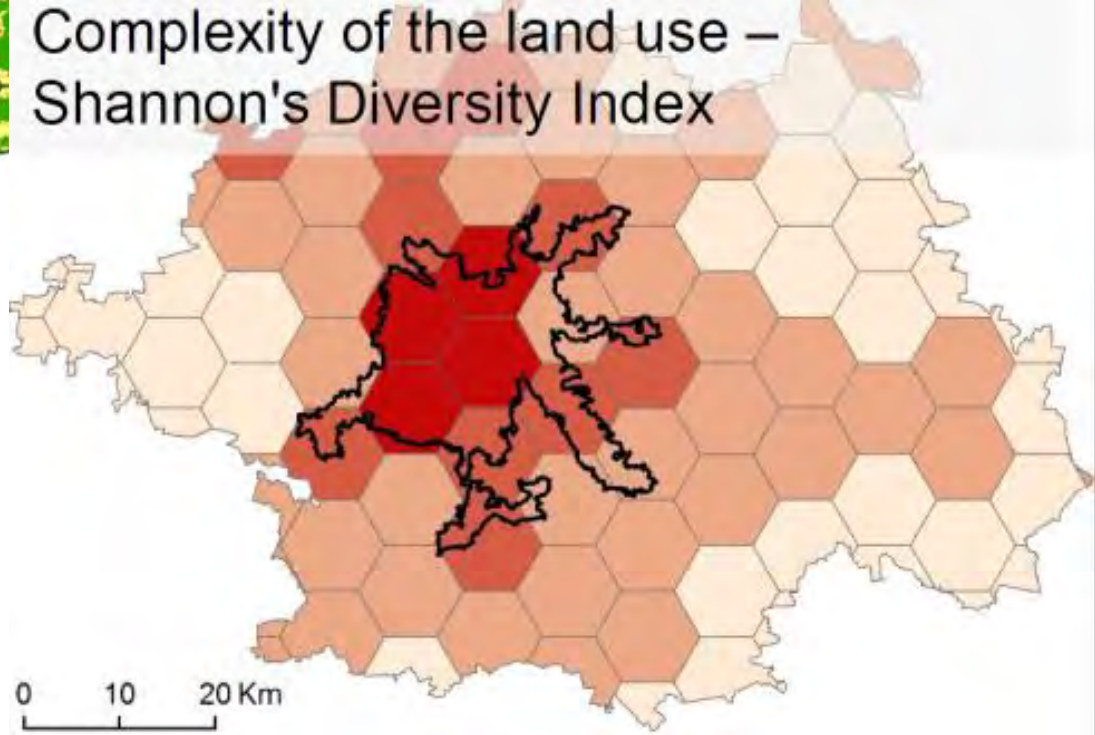 Complexity of the land use –
Shannon's Diversity Index
0 10 20 Km